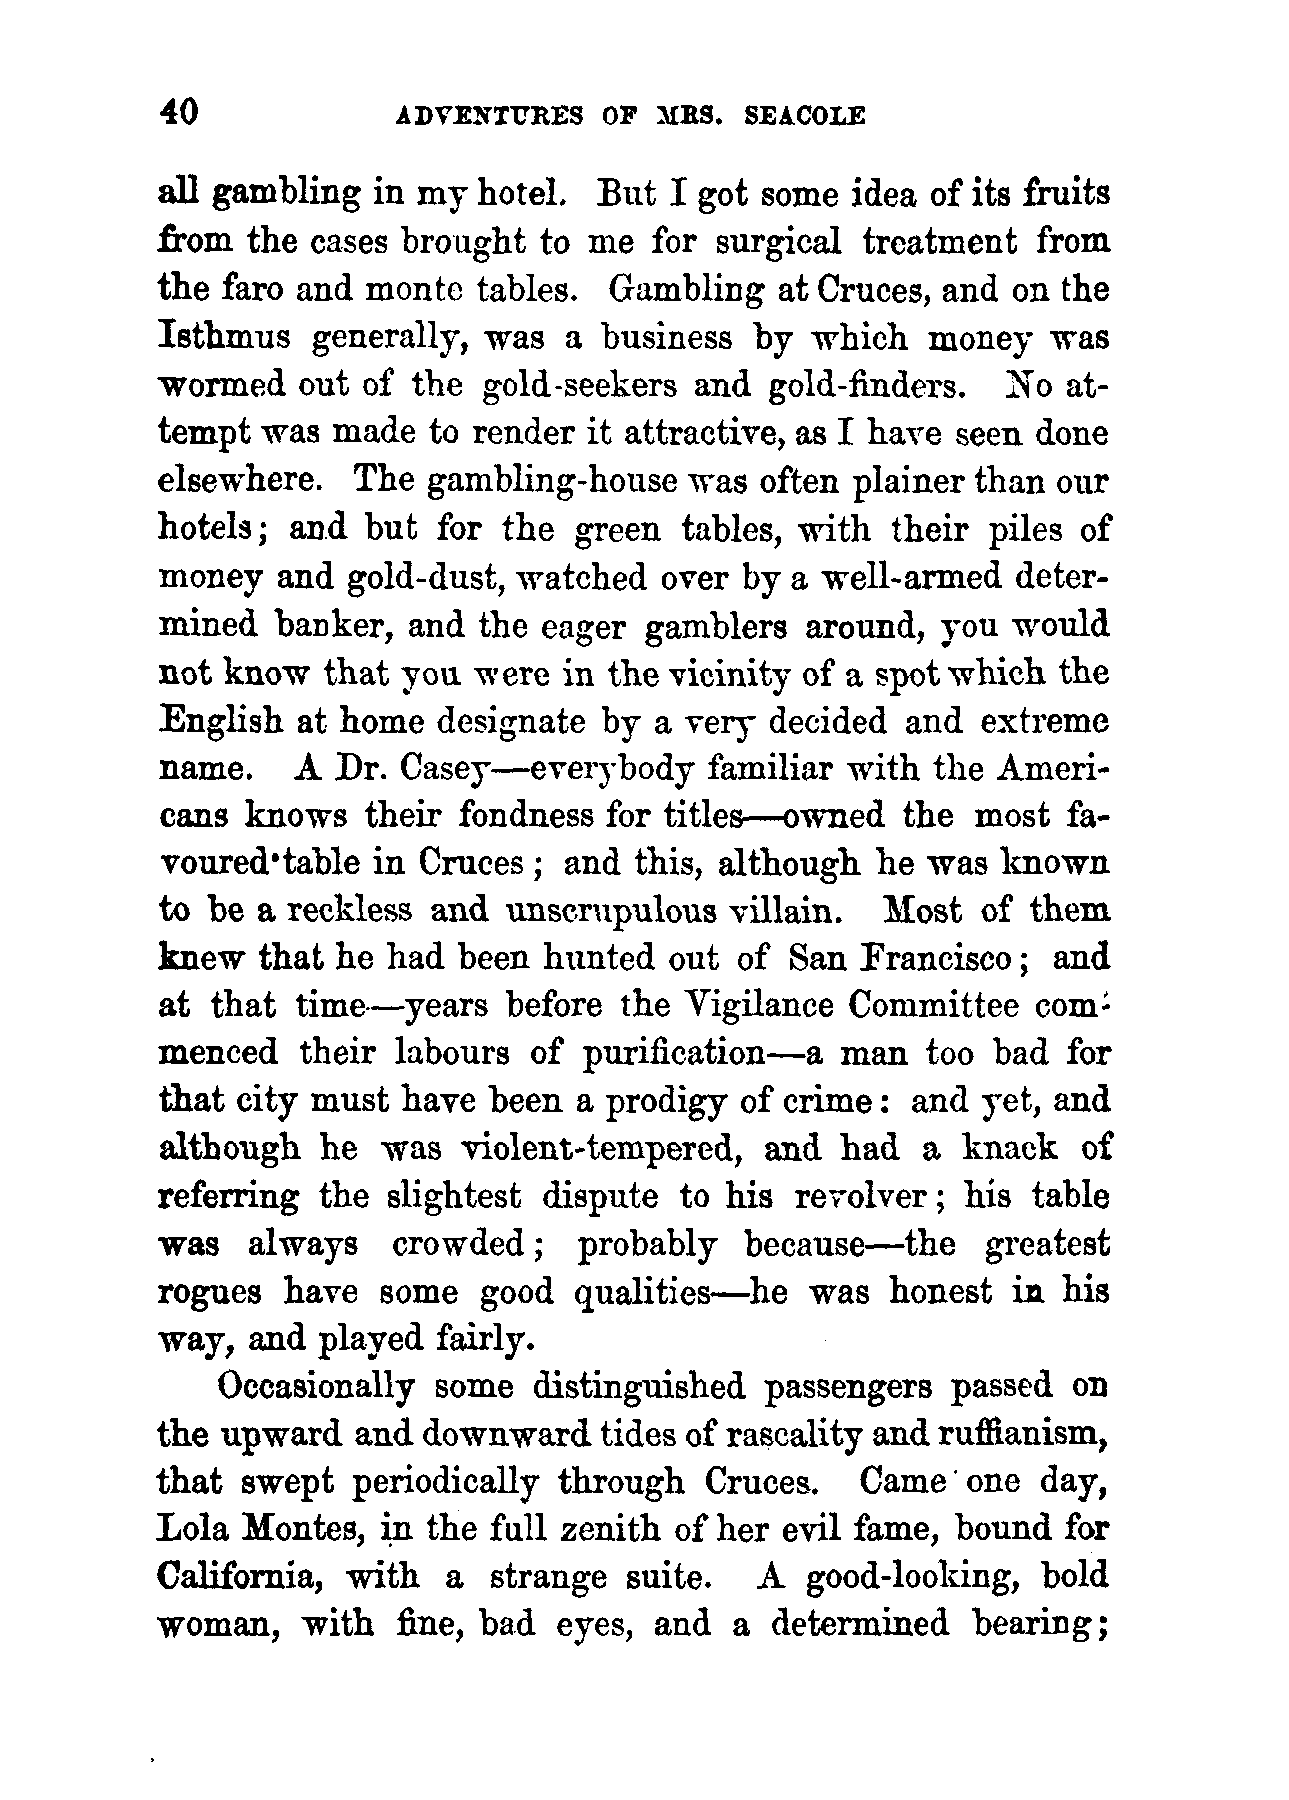 40 ADVENTURES OF MRS. SEACOLE
all gambling in my hotel. But I got some idea of its fruits
from the cases brought to me for surgical treatment from
the faro and monte tables. Gambling at Cruces, and on the
Isthmus generally, was a business by which money was
wormed out of the gold-seekers and gold-finders. No at-
tempt was made to render it attractive, as I have seen done
elsewhere. The gambling-house was often plainer than our
hotels; and but for the green tables, with their piles of
money and gold-dust, watched over by a well-armed deter-
mined banker, and the eager gamblers around, you would
not know that you were in the vicinity of a spot which the
English at home designate by a very decided and extreme
name. A Dr. Casey—everybody familiar with the Ameri-
cans knows their fondness for titles—owned the most fa-
voured table in Cruces; and this, although he was known
to be a reckless and unscrupulous villain. Most of them
knew that he had been hunted out of San Francisco; and
at that time—years before the Vigilance Committee com-
menced their labours of purification—a man too bad for
that city must have been a prodigy of crime: and yet, and
although he was violent-tempered, and had a knack of
referring the slightest dispute to his revolver; his table
was always crowded; probably because—the greatest
rogues have some good qualities—he was honest in his
way, and played fairly.
Occasionally some distinguished passengers passed on
the upward and downward tides of rascality and ruffianism,
that swept periodically through Cruces. Came one day,
Lola Montes, in the full zenith of her evil fame, bound for
California, with a strange suite. A good-looking, bold
woman, with fine, bad eyes, and a determined bearing;